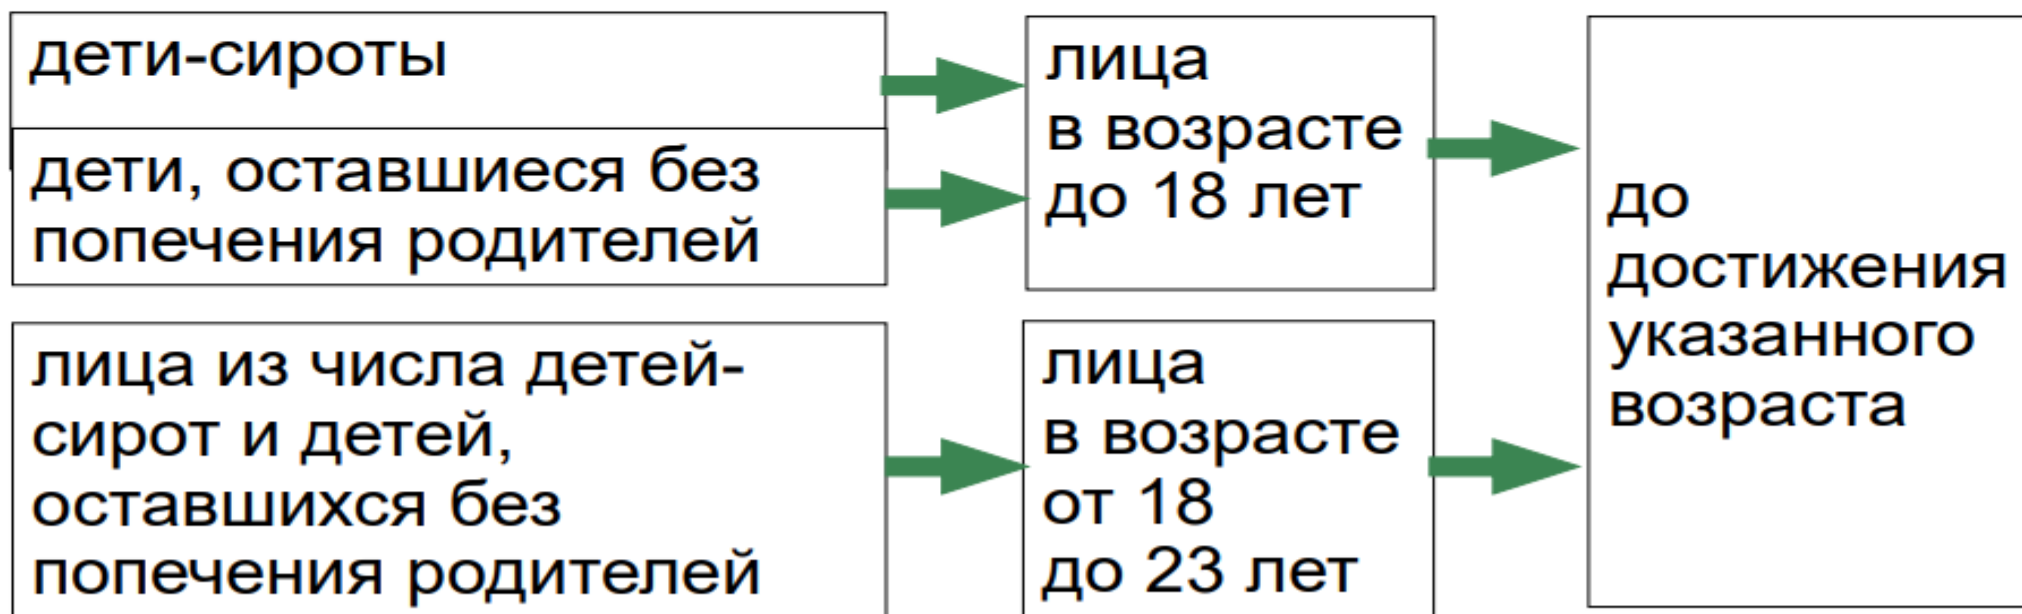 дети-сироты
дети, оставшиеся без
попечения родителей
лица
в возрасте
до 18 лет
лица из числа детей-
сирот и детей,
оставшихся без
попечения родителей
лица
в возрасте
от 18
до 23 лет
до
достижения
указанного
возраста